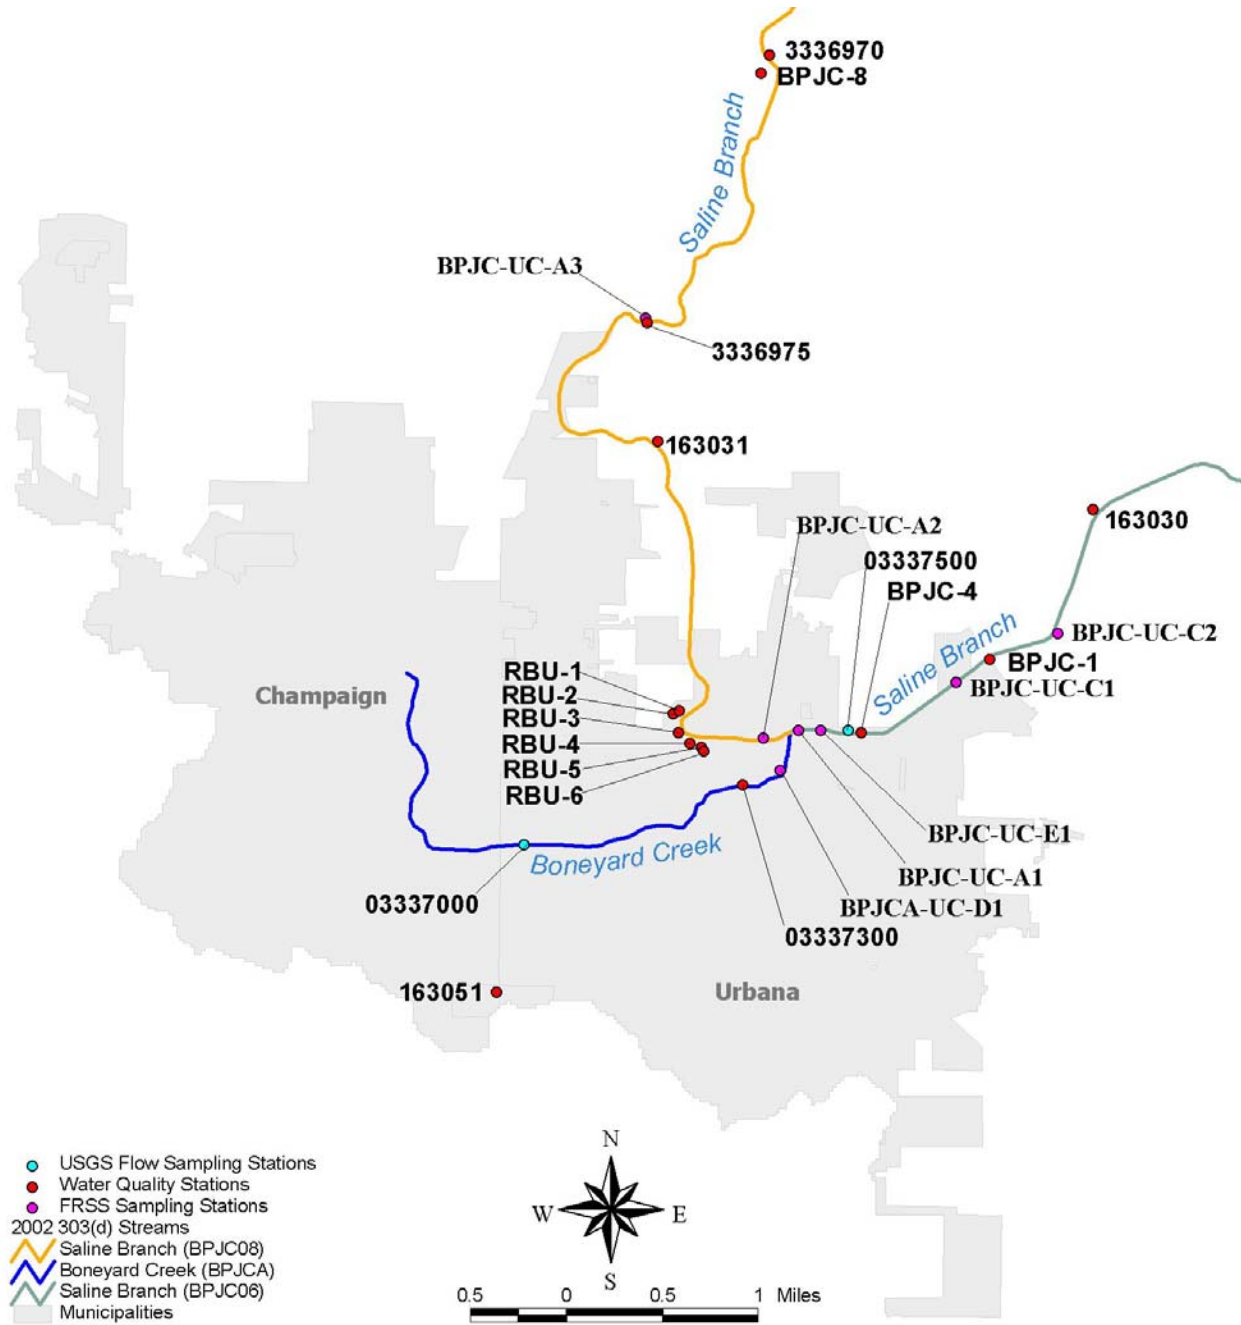 3336970
BPJC-8
Saline Branch
BPJC-UC-A3
3336975
163031
163030
BPJC-UC-A2
03337500
BPJC-4
BPJC-UC-C2
Saline Branch
BPJC-1
BPJC-UC-C1
RBU-1
RBU-2
RBU-3
RBU-4
RBU-5
RBU-6
Champaign
BPJC-UC-E1
Boneyard Creek
BPJC-UC-A1
03337000
BPJCA-UC-D1
03337300
163051
Urbana
N
W
E
S
USGS Flow Sampling Stations
Water Quality Stations
FRSS Sampling Stations
2002 303(d) Streams
Saline Branch (BPJC08)
Boneyard Creek (BPJCA)
Saline Branch (BPJC06)
Municipalities
0.5 0 0.5 1 Miles